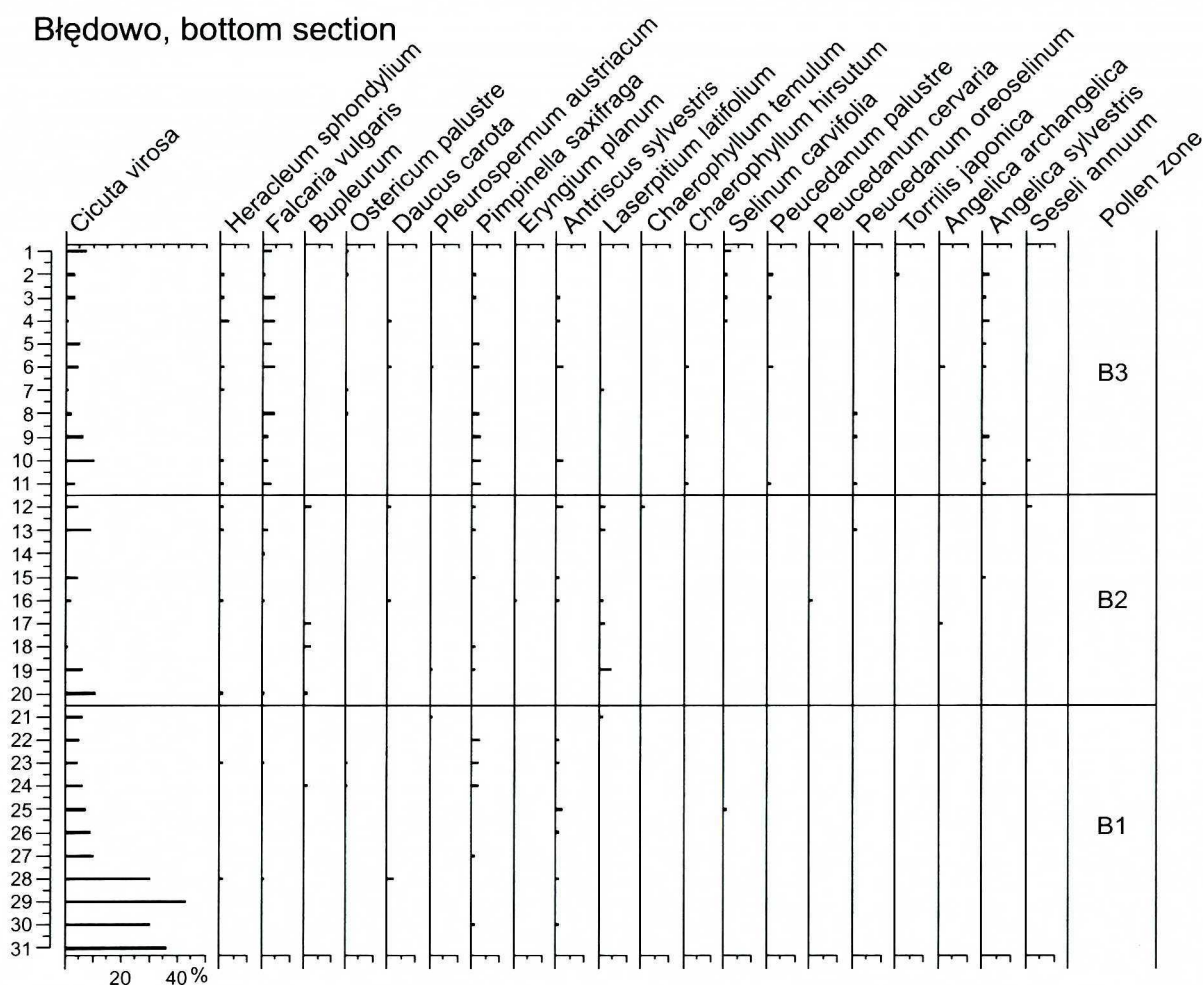 Błędowo, bottom section
Cicuta virosa
Heracleum sphondylium
Falcaria vulgaris
Bupleurum
Ostericum palustre
Daucus carota
Pleurospermum austriacum
Pimpinella saxifraga
Eryngium planum
Antriscus sylvestris
Laserpitium latifolium
Chaerophyllum temulum
Chaerophyllum hirsutum
Selinum carvifolia
Peucedanum palustre
Peucedanum cervaria
Peucedanum oreoselinum
Torrilis japonica
Angelica archangelica
Angelica sylvestris
Seseli annuum
Pollen zone
1
2
3
4
5
6
B3
7
8
9
10
11
12
13
14
15
16
B2
17
18
19
20
21
22
23
24
25
26
B1
27
28
29
30
31
20 40 %